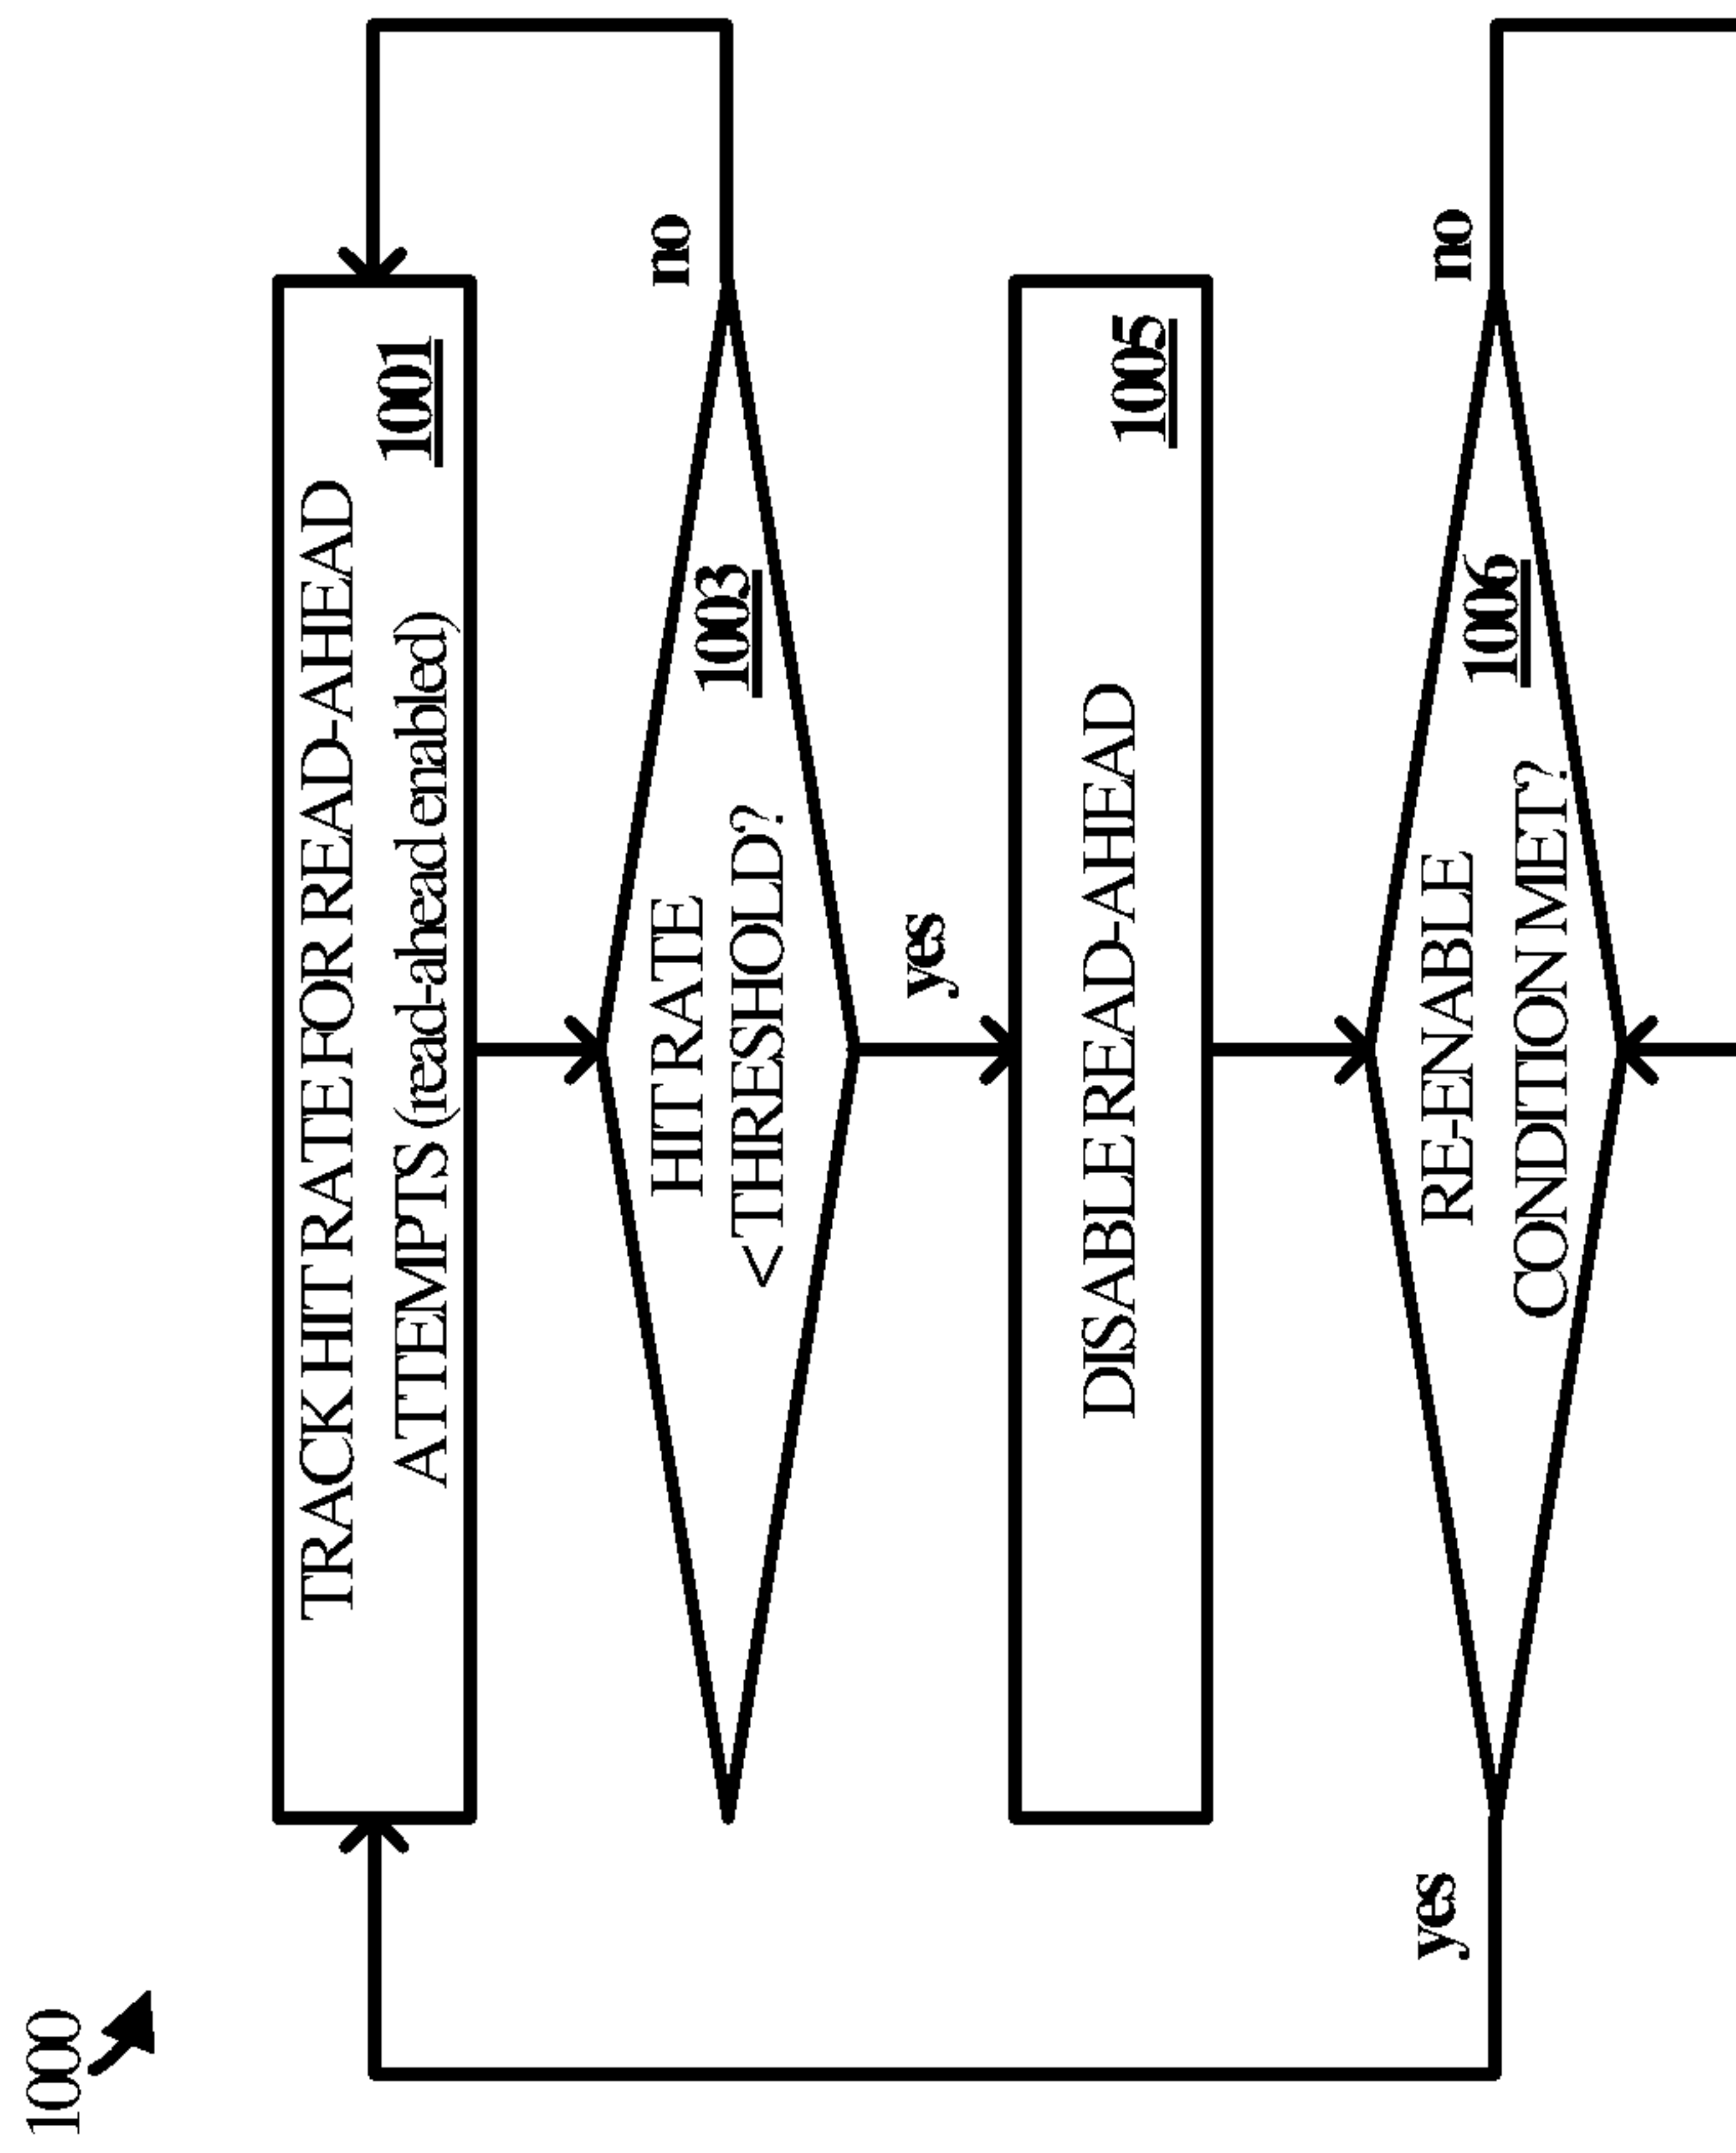 1000
TRACK HIT RATE FOR READ-AHEAD
ATTEMPTS (read-ahead enabled)
1001
no
HIT RATE
< THRESHOLD?
1003
yes
DISABLE READ-AHEAD
1005
no
RE-ENABLE
CONDITION MET?
1006
yes